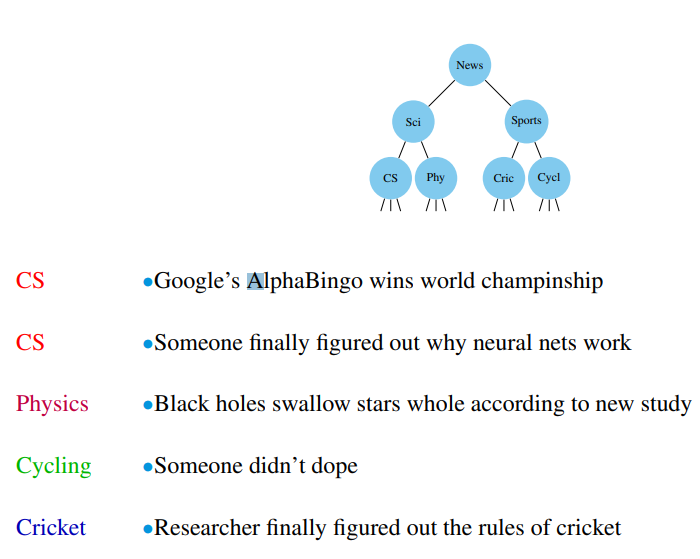 News
Sci Sports
CS Phy Cric Cycl
CS •Google’s AlphaBingo wins world champinship
CS •Someone finally figured out why neural nets work
Physics •Black holes swallow stars whole according to new study
Cycling •Someone didn’t dope
Cricket •Researcher finally figured out the rules of cricket